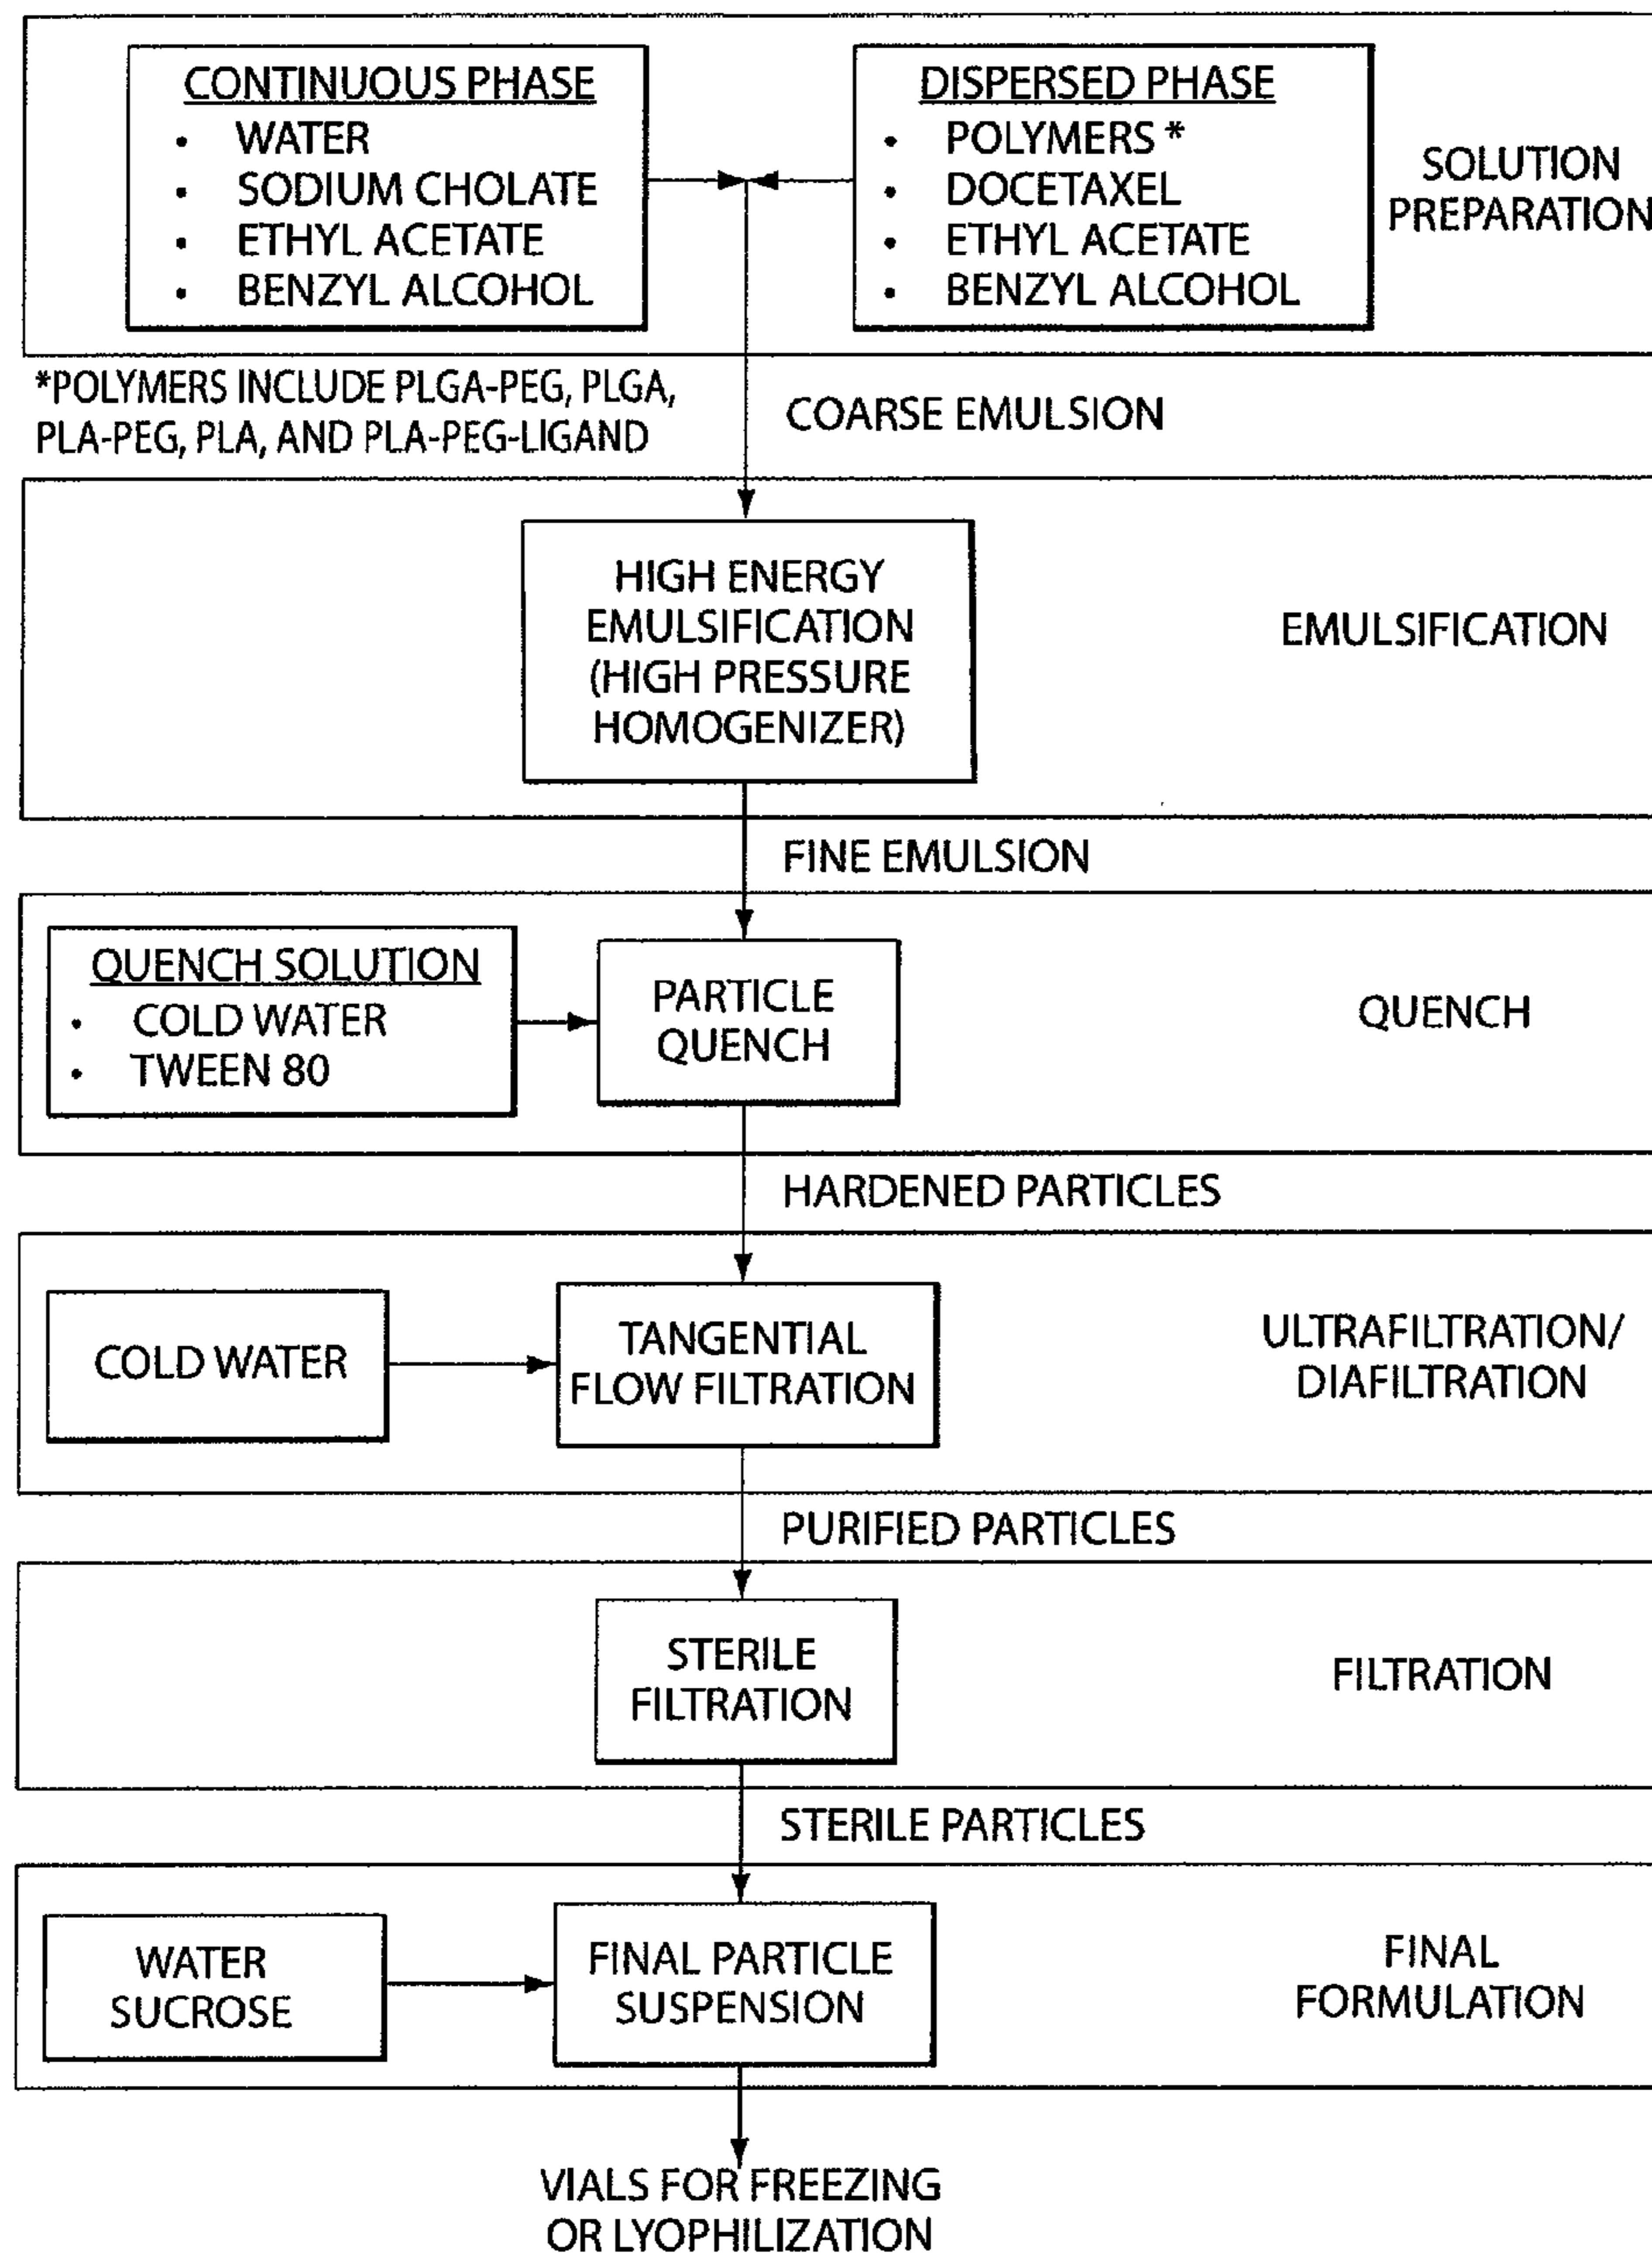 CONTINUOUS PHASE
• WATER
• SODIUM CHOLATE
• ETHYL ACETATE
• BENZYL ALCOHOL
DISPERSED PHASE
• POLYMERS *
• DOCETAXEL
• ETHYL ACETATE
• BENZYL ALCOHOL
SOLUTION
PREPARATION
*POLYMERS INCLUDE PLGA-PEG, PLGA,
PLA-PEG, PLA, AND PLA-PEG-LIGAND
COARSE EMULSION
HIGH ENERGY
EMULSIFICATION
(HIGH PRESSURE
HOMOGENIZER)
EMULSIFICATION
FINE EMULSION
QUENCH SOLUTION
• COLD WATER
• TWEEN 80
PARTICLE
QUENCH
QUENCH
HARDENED PARTICLES
COLD WATER
TANGENTIAL
FLOW FILTRATION
ULTRAFILTRATION/
DIAFILTRATION
PURIFIED PARTICLES
STERILE
FILTRATION
FILTRATION
STERILE PARTICLES
WATER
SUCROSE
FINAL PARTICLE
SUSPENSION
FINAL
FORMULATION
VIALS FOR FREEZING
OR LYOPHILIZATION